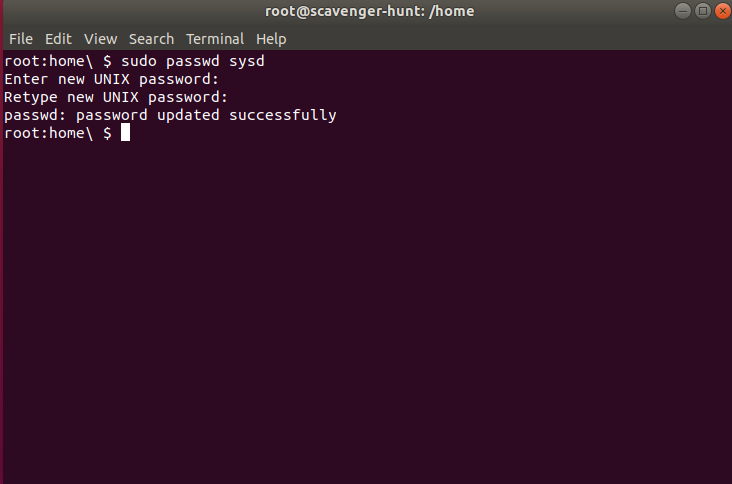 root@scavenger-hunt: /home
File Edit View Search Terminal Help
root:home\ $ sudo passwd sysd
Enter new UNIX password:
Retype new UNIX password:
passwd: password updated successfully
root:home\ $